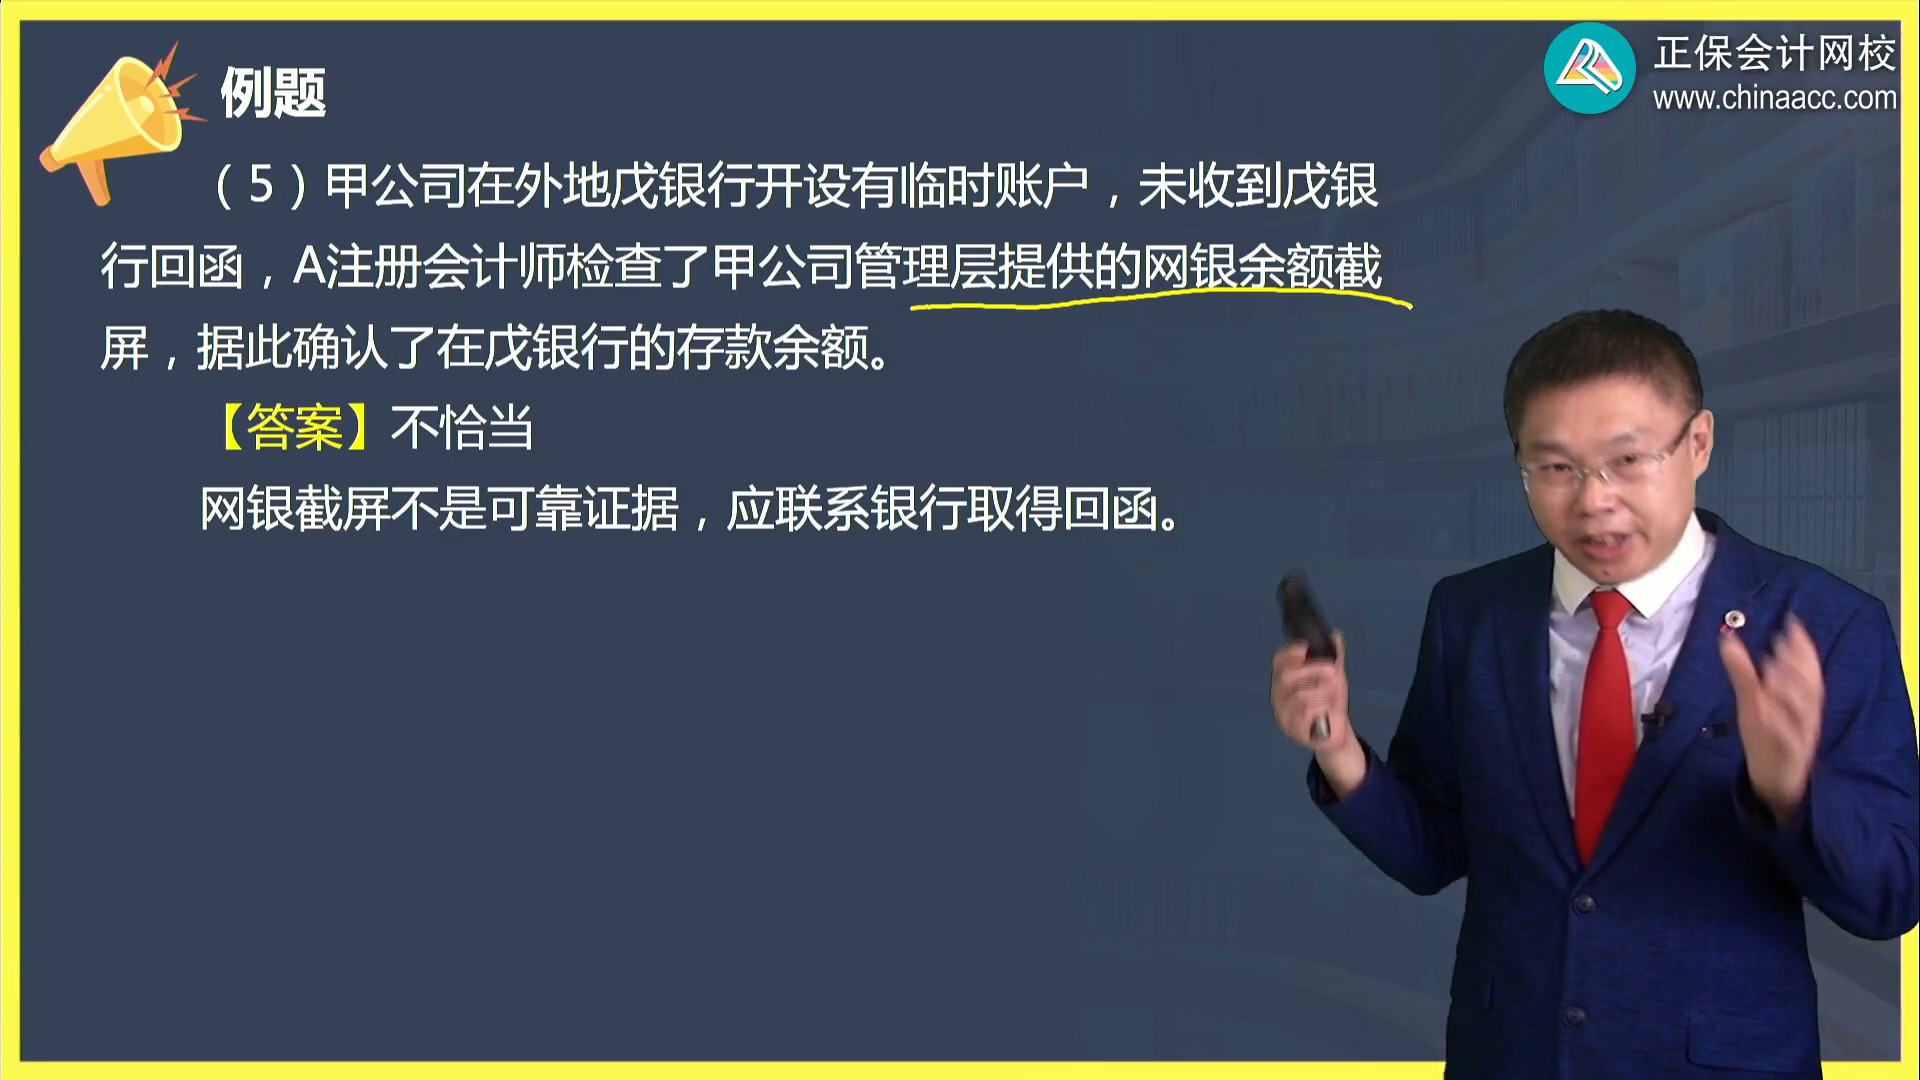 正保会计网校
www.chinaacc.com
例题
（5）甲公司在外地戊银行开设有临时账户，未收到戊银
行回函，A注册会计师检查了甲公司管理层提供的网银余额截
屏，据此确认了在戊银行的存款余额。
【答案】不恰当
网银截屏不是可靠证据，应联系银行取得回函。